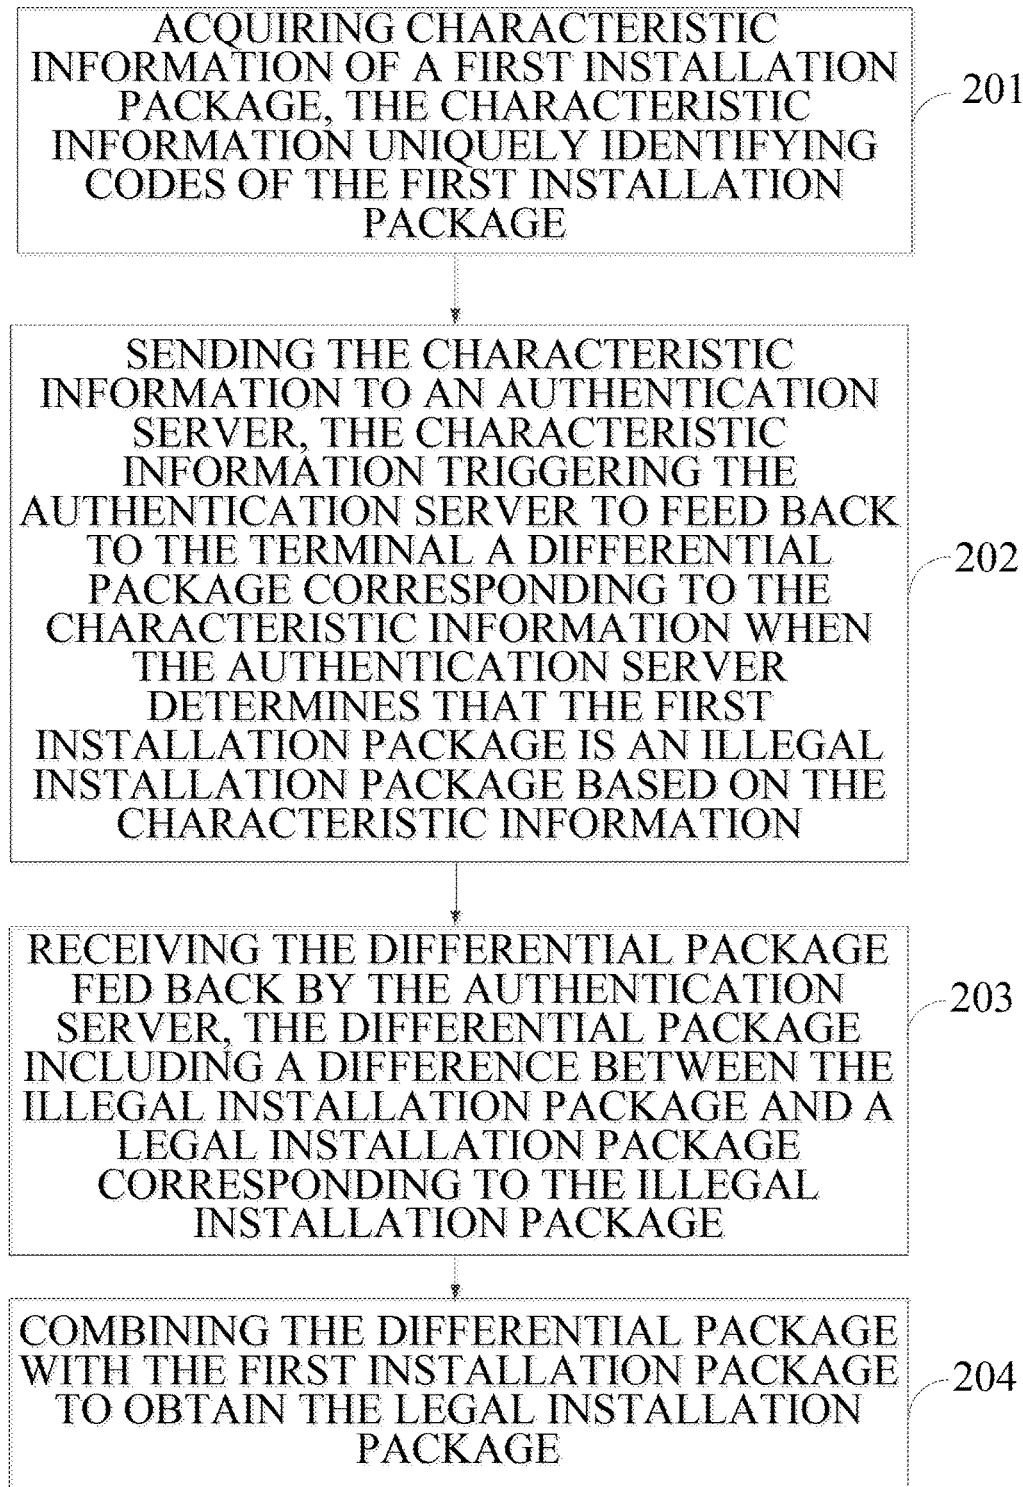 ACQUIRING CHARACTERISTIC
INFORMATION OF A FIRST INSTALLATION
PACKAGE, THE CHARACTERISTIC
INFORMATION UNIQUELY IDENTIFYING
CODES OF THE FIRST INSTALLATION
PACKAGE
201
SENDING THE CHARACTERISTIC
INFORMATION TO AN AUTHENTICATION
SERVER, THE CHARACTERISTIC
INFORMATION TRIGGERING THE
AUTHENTICATION SERVER TO FEED BACK
TO THE TERMINAL A DIFFERENTIAL
PACKAGE CORRESPONDING TO THE
CHARACTERISTIC INFORMATION WHEN
THE AUTHENTICATION SERVER
DETERMINES THAT THE FIRST
INSTALLATION PACKAGE IS AN ILLEGAL
INSTALLATION PACKAGE BASED ON THE
CHARACTERISTIC INFORMATION
202
RECEIVING THE DIFFERENTIAL PACKAGE
FED BACK BY THE AUTHENTICATION
SERVER, THE DIFFERENTIAL PACKAGE
INCLUDING A DIFFERENCE BETWEEN THE
ILLEGAL INSTALLATION PACKAGE AND A
LEGAL INSTALLATION PACKAGE
CORRESPONDING TO THE ILLEGAL
INSTALLATION PACKAGE
203
COMBINING THE DIFFERENTIAL PACKAGE
WITH THE FIRST INSTALLATION PACKAGE
TO OBTAIN THE LEGAL INSTALLATION
PACKAGE
204